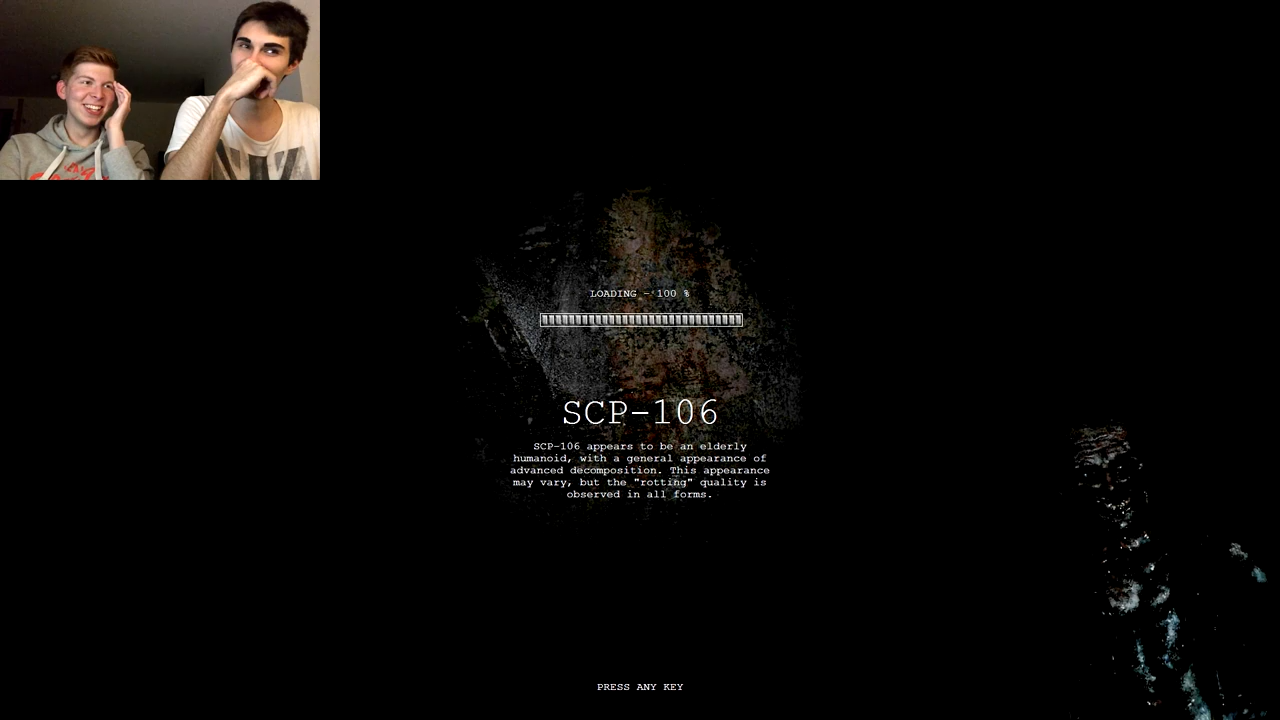 LOADING - 100 %
SCP-106
SCP-106 appears to be an elderly
humanoid, with a general appearance of
advanced decomposition. This appearance
may vary, but the "rotting" quality is
observed in all forms.
PRESS ANY KEY